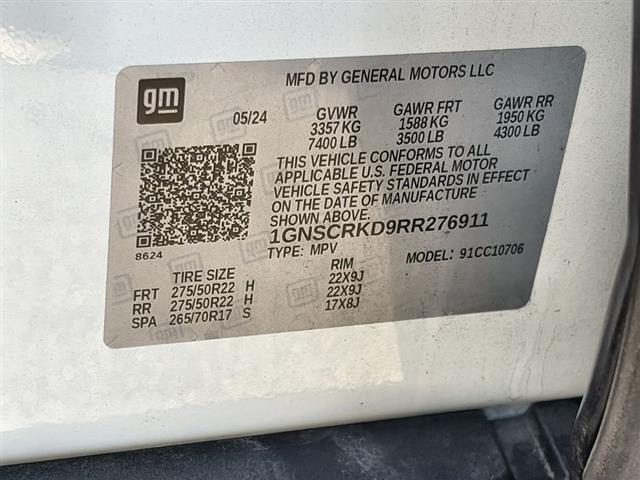 MFD BY GENERAL MOTORS LLC
gm
05/24 GVWR GAWR FRT GAWR RR
3357 KG 1588 KG 1950 KG
7400 LB 3500 LB 4300 LB
THIS VEHICLE CONFORMS TO ALL
APPLICABLE U.S. FEDERAL MOTOR
VEHICLE SAFETY STANDARDS IN EFFECT
ON THE DATE OF MANUFACTURE
SHOWN ABOVE.
1GNSCRKD9RR276911
8624
TYPE: MPV MODEL: 91CC10706
TIRE SIZE RIM
FRT 275/50R22 H 22X9J
RR 275/50R22 H 22X9J
SPA 265/70R17 S 17X8J